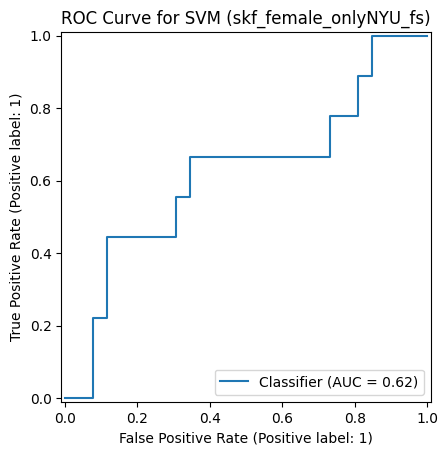 ROC Curve for SVM (skf_female_onlyNYU_fs)
1.0
0.8
0.6
0.4
0.2
0.0
True Positive Rate (Positive label: 1)
Classifier (AUC = 0.62)
0.0 0.2 0.4 0.6 0.8 1.0
False Positive Rate (Positive label: 1)